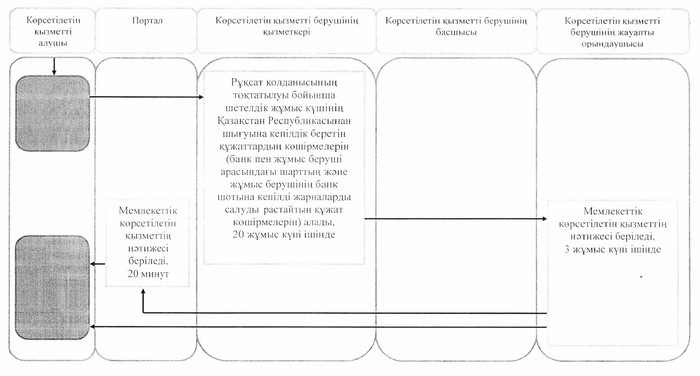 Көрсетілетін
қызметті
алушы
Портал
Көрсетілетін қызметті берушінің
қызметкері
Көрсетілетін қызметті берушінің
басшысы
Көрсетілетін қызметті
берушінің жауапты
орындаушысы
Рұқсат қолданысының
тоқтатылуы бойынша
шетелдік жұмыс күшінің
Қазақстан Республикасынан
шығуына кепілдік беретін
құжаттардың көшірмелерін
(банк пен жұмыс беруші
арасындағы шарттың және
жұмыс берушінің банк
шотына кепілді жарналарды
салуды растайтын құжат
көшірмелерін) алады,
20 жұмыс күні ішінде
Мемлекеттік
көрсетілетін
қызметтің
нәтижесі
беріледі,
20 минут
Мемлекеттік
көрсетілетін қызметтің
нәтижесі беріледі,
3 жұмыс күні ішінде